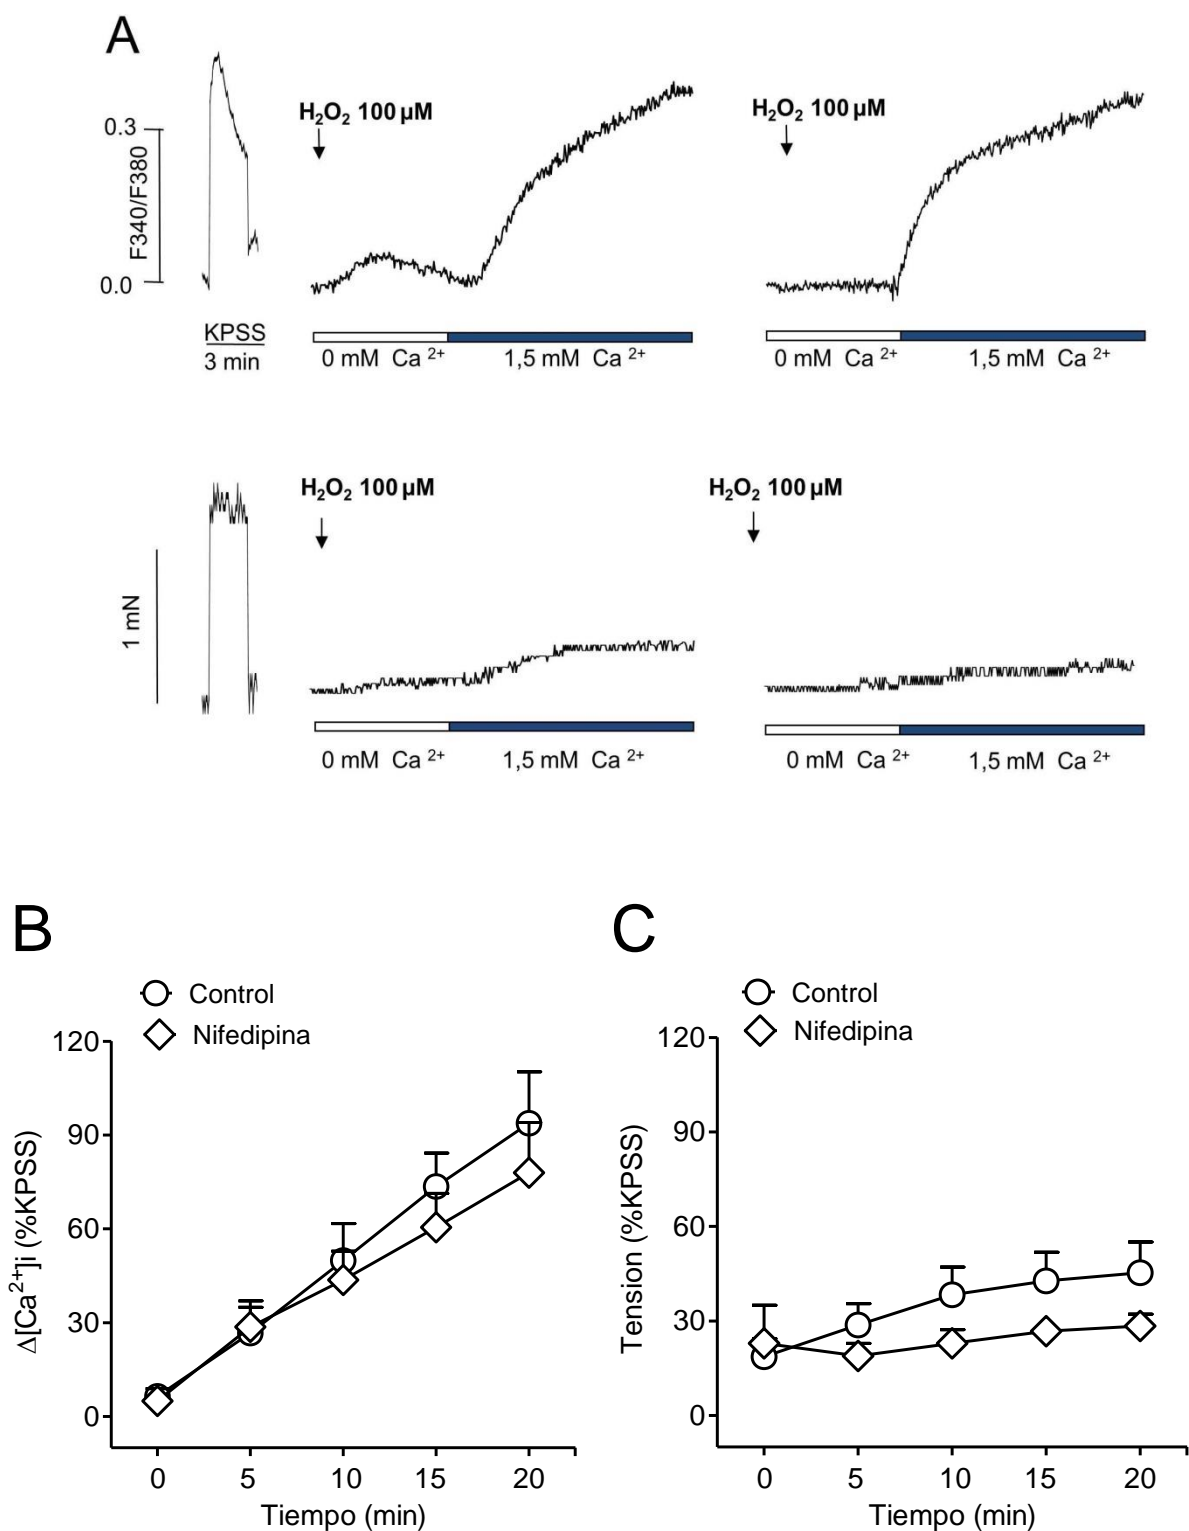 A
H₂O₂ 100 µM
H₂O₂ 100 µM
0.3
F340/F380
0.0
KPSS
3 min
0 mM Ca ²⁺
1,5 mM Ca ²⁺
0 mM Ca ²⁺
1,5 mM Ca ²⁺
H₂O₂ 100 µM
H₂O₂ 100 µM
1 mN
0 mM Ca ²⁺
1,5 mM Ca ²⁺
0 mM Ca ²⁺
1,5 mM Ca ²⁺
B
Control
Nifedipina
120
90
60
30
0
Δ[Ca²⁺]i (%KPSS)
0 5 10 15 20
Tiempo (min)
C
Control
Nifedipina
120
90
60
30
0
Tension (%KPSS)
0 5 10 15 20
Tiempo (min)